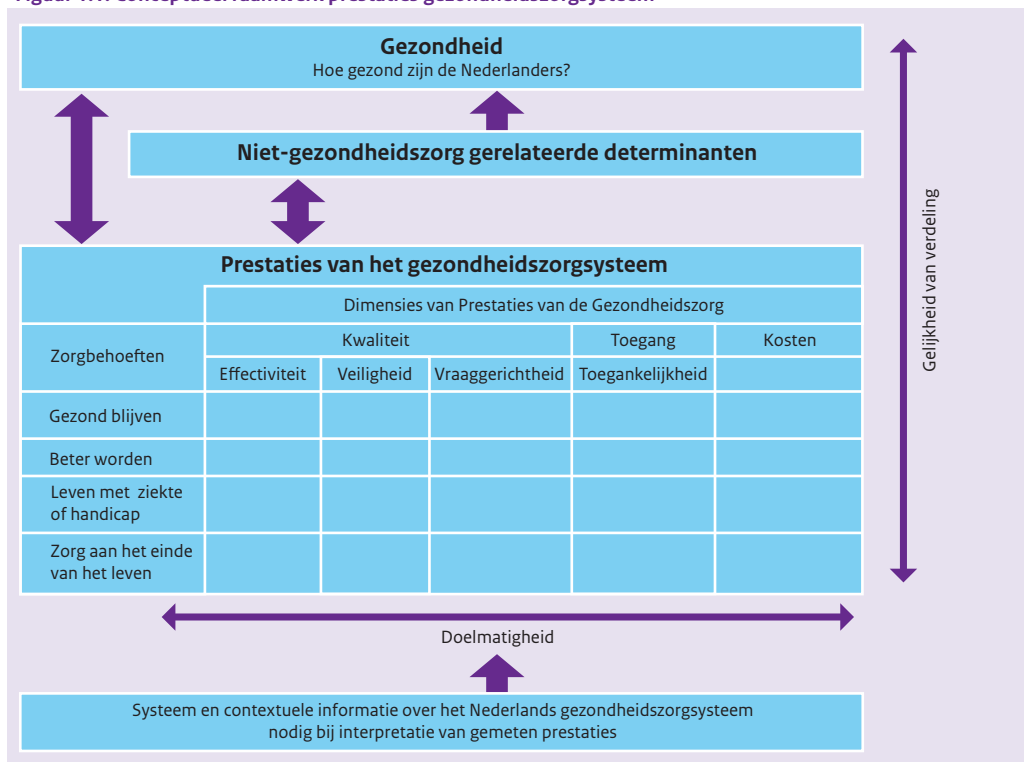 Gezondheid
Hoe gezond zijn de Nederlanders?
Niet-gezondheidszorg gerelateerde determinanten
Prestaties van het gezondheidszorgsysteem
Dimensies van Prestaties van de Gezondheidszorg
Zorgbehoeften
Kwaliteit
Toegang
Kosten
Effectiviteit
Veiligheid
Vraaggerichtheid
Toegankelijkheid
Gezond blijven
Beter worden
Leven met ziekte
of handicap
Zorg aan het einde
van het leven
Gelijkheid van verdeling
Doelmatigheid
Systeem en contextuele informatie over het Nederlands gezondheidszorgsysteem
nodig bij interpretatie van gemeten prestaties